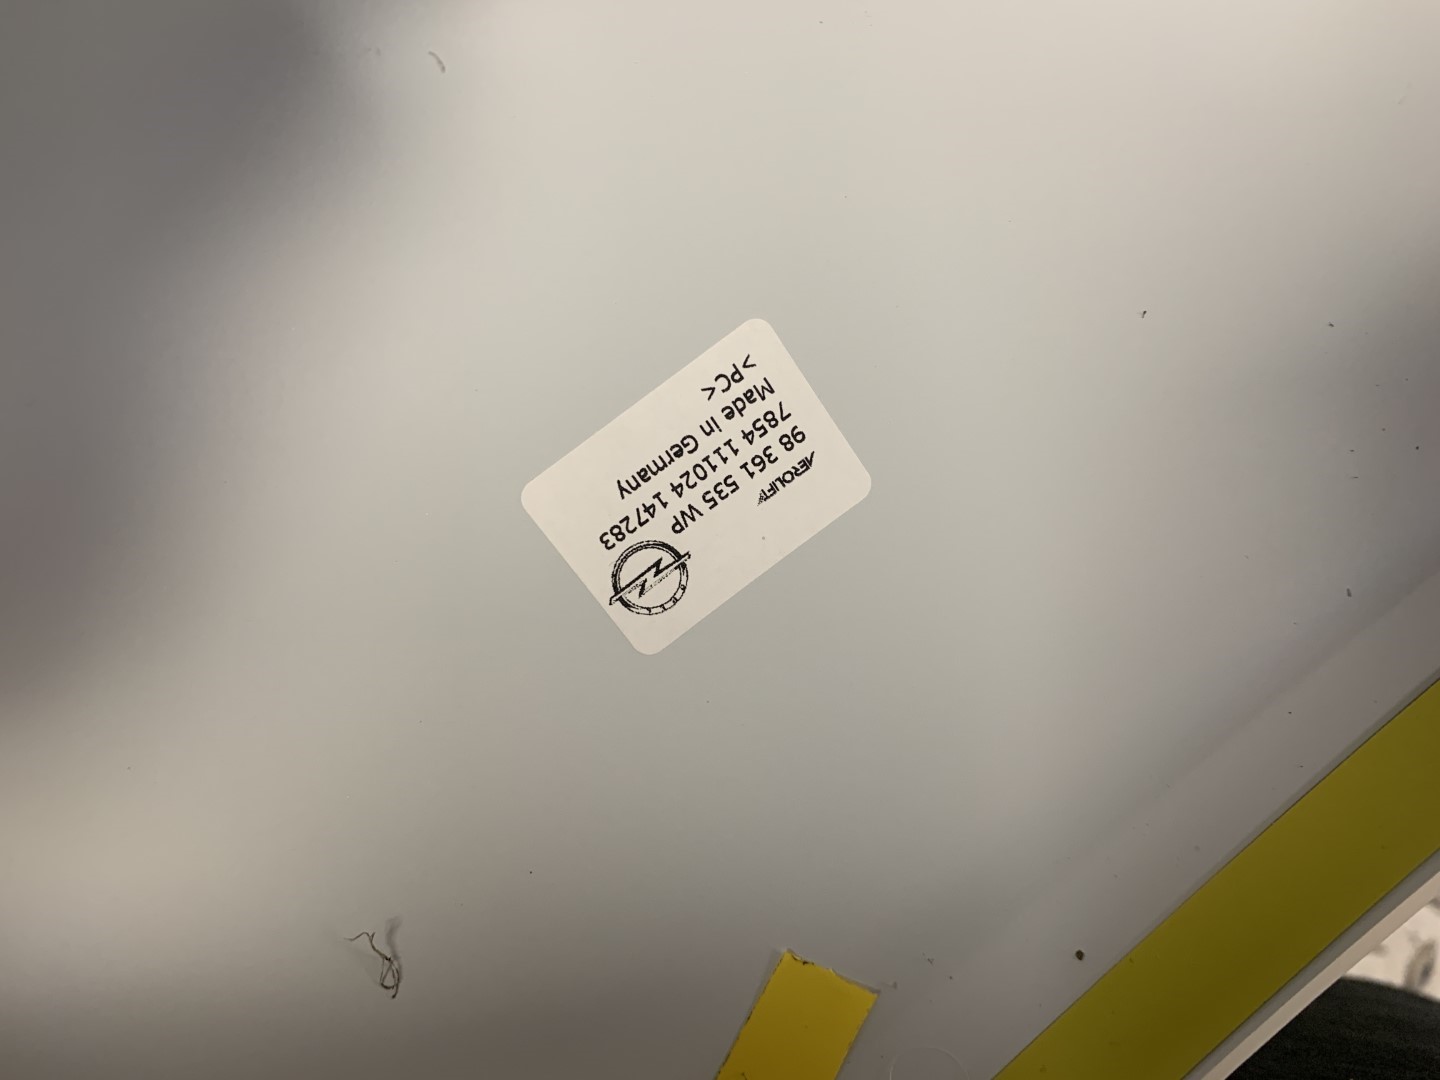 AEROLIFT
98 361 535 WP
7854 111024 147283
Made in Germany
>PC<